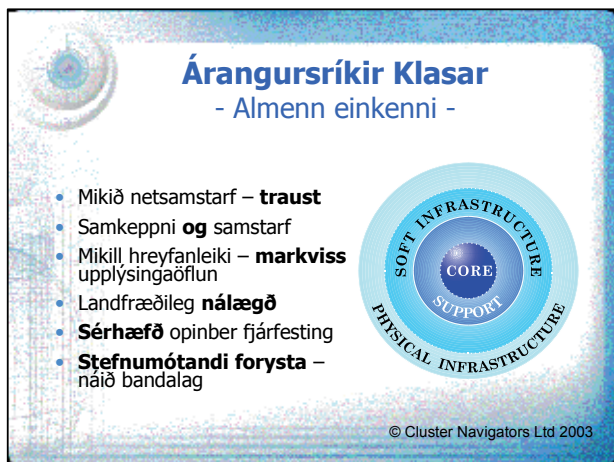 Árangursríkir Klasar
- Almenn einkenni -
• Mikið netsamstarf – traust
• Samkeppni og samstarf
• Mikill hreyfanleiki – markviss
upplýsingaöflun
• Landfræðileg nálægð
• Sérhæfð opinber fjárfesting
• Stefnumótandi forysta –
náið bandalag
SOFT INFRASTRUCTURE
CORE
SUPPORT
PHYSICAL INFRASTRUCTURE
© Cluster Navigators Ltd 2003